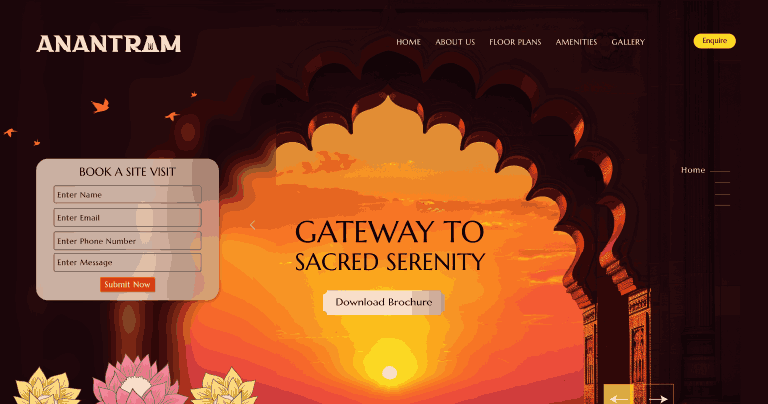 ANANTRAM
HOME ABOUT US FLOOR PLANS AMENITIES GALLERY
Enquire
Home
BOOK A SITE VISIT
Enter Name
Enter Email
Enter Phone Number
Enter Message
Submit Now
GATEWAY TO
SACRED SERENITY
Download Brochure